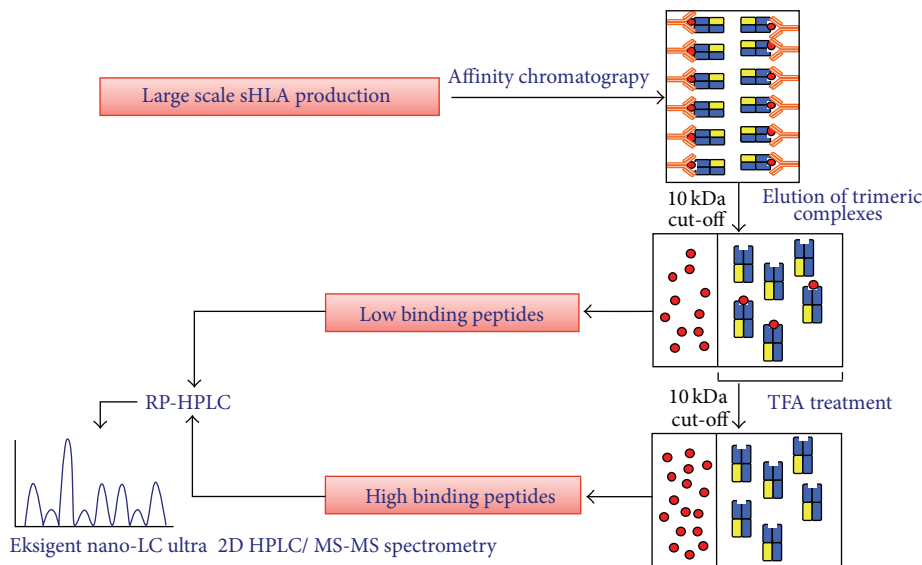 Large scale sHLA production
Affinity chromatograpy
10 kDa
cut-off
Elution of trimeric
complexes
Low binding peptides
10 kDa
cut-off
TFA treatment
RP-HPLC
High binding peptides
Eksigent nano-LC ultra 2D HPLC/ MS-MS spectrometry